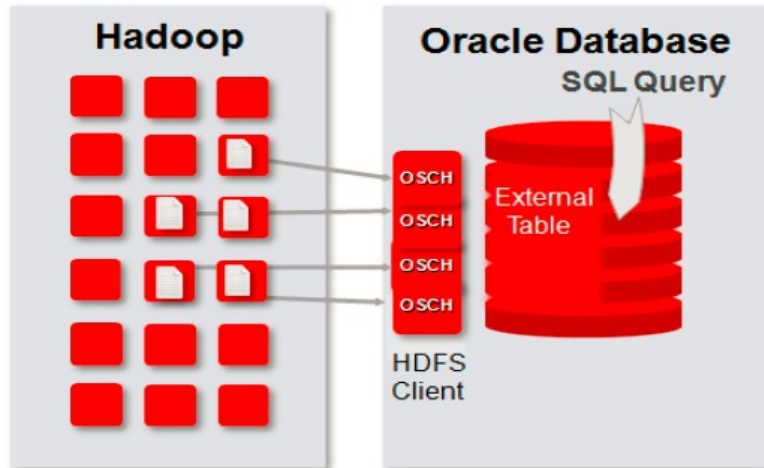 Hadoop
Oracle Database
SQL Query
OSCH
OSCH
OSCH
OSCH
External
Table
HDFS
Client